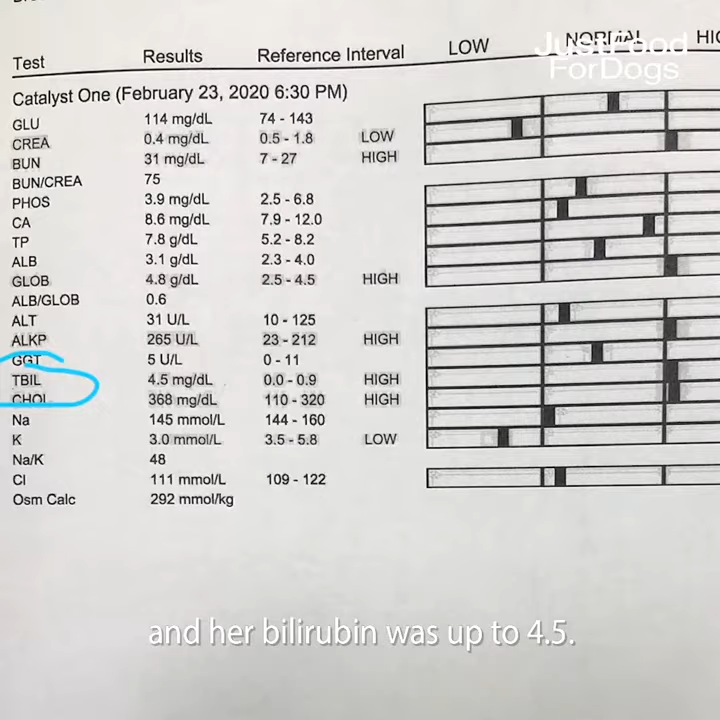 Test Results Reference Interval LOW NORMAL
JustFoodForDogs
Catalyst One (February 23, 2020 6:30 PM)
GLU 114 mg/dL 74 - 143
CREA 0.4 mg/dL 0.5 - 1.8 LOW
BUN 31 mg/dL 7 - 27 HIGH
BUN/CREA 75
PHOS 3.9 mg/dL 2.5 - 6.8
CA 8.6 mg/dL 7.9 - 12.0
TP 7.8 g/dL 5.2 - 8.2
ALB 3.1 g/dL 2.3 - 4.0
GLOB 4.8 g/dL 2.5 - 4.5 HIGH
ALB/GLOB 0.6
ALT 31 U/L 10 - 125
ALKP 265 U/L 23 - 212 HIGH
GGT 5 U/L 0 - 11
TBIL 4.5 mg/dL 0.0 - 0.9 HIGH
CHOL 368 mg/dL 110 - 320 HIGH
Na 145 mmol/L 144 - 160
K 3.0 mmol/L 3.5 - 5.8 LOW
Na/K 48
Cl 111 mmol/L 109 - 122
Osm Calc 292 mmol/kg
and her bilirubin was up to 4.5.